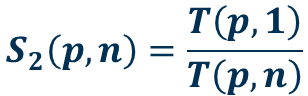 S₂(p,n) = T(p,1) / T(p,n)